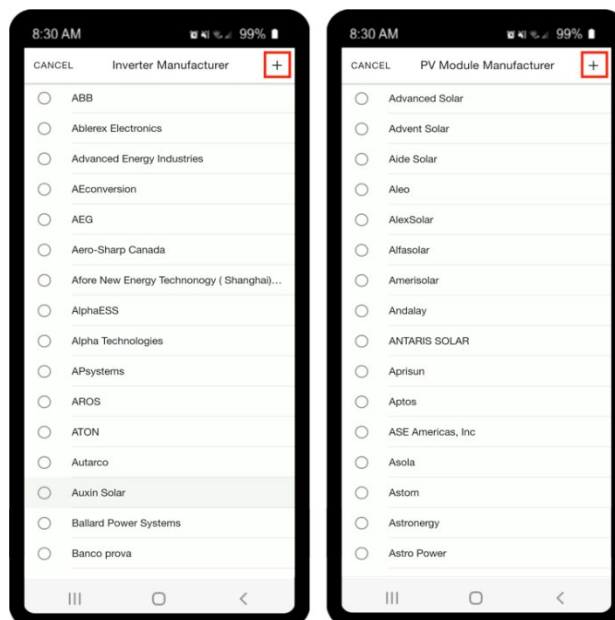 8:30 AM
99%
CANCEL
Inverter Manufacturer
+
ABB
Ablerex Electronics
Advanced Energy Industries
AEconversion
AEG
Aero-Sharp Canada
Afore New Energy Technonogy ( Shanghai)...
AlphaESS
Alpha Technologies
APsystems
AROS
ATON
Autarco
Auxin Solar
Ballard Power Systems
Banco prova
8:30 AM
99%
CANCEL
PV Module Manufacturer
+
Advanced Solar
Advent Solar
Aide Solar
Aleo
AlexSolar
Alfasolar
Amerisolar
Andalay
ANTARIS SOLAR
Aprisun
Aptos
ASE Americas, Inc
Asola
Astom
Astronergy
Astro Power